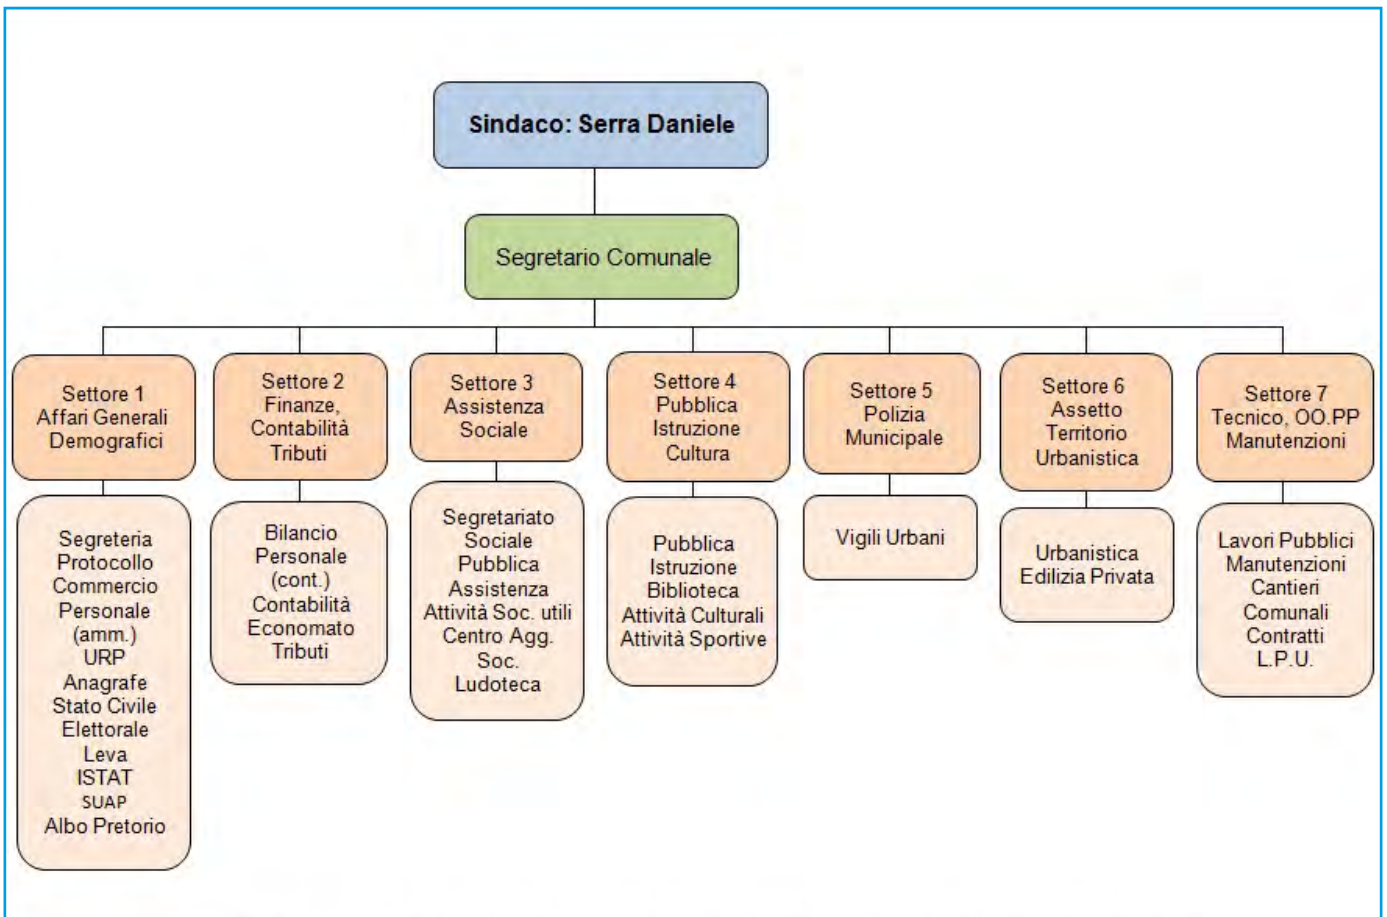 Sindaco: Serra Daniele
Segretario Comunale
Settore 1
Affari Generali
Demografici
Settore 2
Finanze,
Contabilità
Tributi
Settore 3
Assistenza
Sociale
Settore 4
Pubblica
Istruzione
Cultura
Settore 5
Polizia
Municipale
Settore 6
Assetto
Territorio
Urbanistica
Settore 7
Tecnico, OO.PP
Manutenzioni
Segreteria
Protocollo
Commercio
Personale
(amm.)
URP
Anagrafe
Stato Civile
Elettorale
Leva
ISTAT
SUAP
Albo Pretorio
Bilancio
Personale
(cont.)
Contabilità
Economato
Tributi
Segretariato
Sociale
Pubblica
Assistenza
Attività Soc. utili
Centro Agg.
Soc.
Ludoteca
Pubblica
Istruzione
Biblioteca
Attività Culturali
Attività Sportive
Vigili Urbani
Urbanistica
Edilizia Privata
Lavori Pubblici
Manutenzioni
Cantieri
Comunali
Contratti
L.P.U.